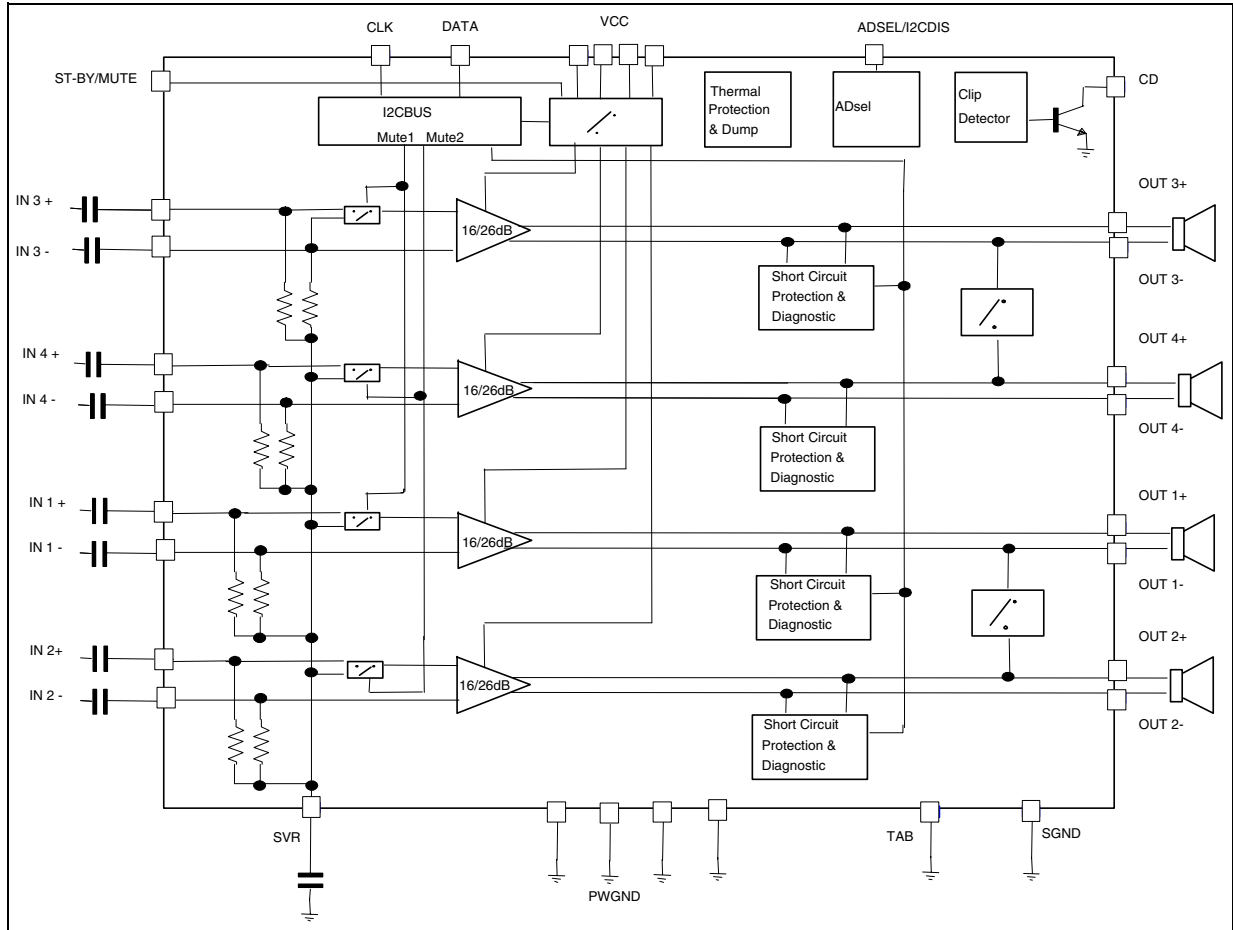 CLK
DATA
VCC
ADSEL/I2CDIS
ST-BY/MUTE
CD
I2CBUS
Mute1 Mute2
Thermal
Protection
& Dump
ADsel
Clip
Detector
IN 3 +
16/26dB
OUT 3+
IN 3 -
Short Circuit
Protection &
Diagnostic
OUT 3-
IN 4 +
16/26dB
OUT 4+
IN 4 -
Short Circuit
Protection &
Diagnostic
OUT 4-
IN 1 +
16/26dB
OUT 1+
IN 1 -
Short Circuit
Protection &
Diagnostic
OUT 1-
IN 2+
16/26dB
OUT 2+
IN 2 -
Short Circuit
Protection &
Diagnostic
OUT 2-
SVR
PWGND
TAB
SGND